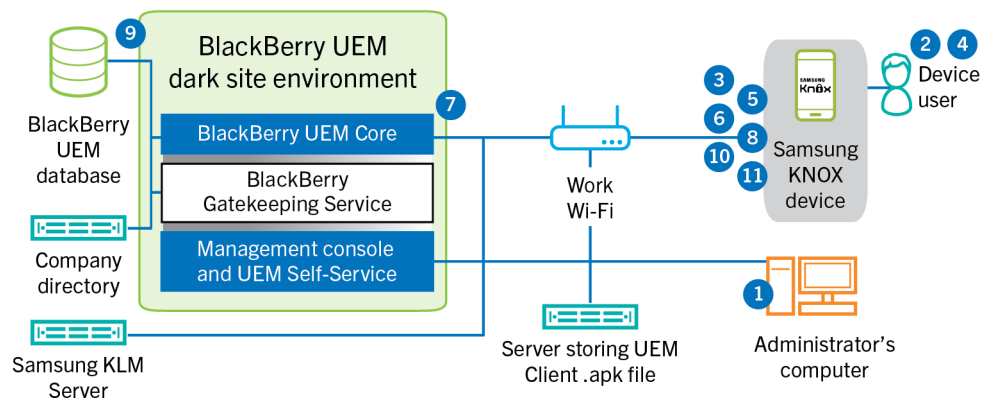 9
BlackBerry UEM
dark site environment
BlackBerry
UEM
database
7
BlackBerry UEM Core
BlackBerry
Gatekeeping Service
Management console
and UEM Self-Service
Company
directory
Samsung KLM
Server
Work
Wi-Fi
Server storing UEM
Client .apk file
3
5
6
8
10
11
SAMSUNG
Knox
Samsung
KNOX
device
2
4
Device
user
1
Administrator's
computer